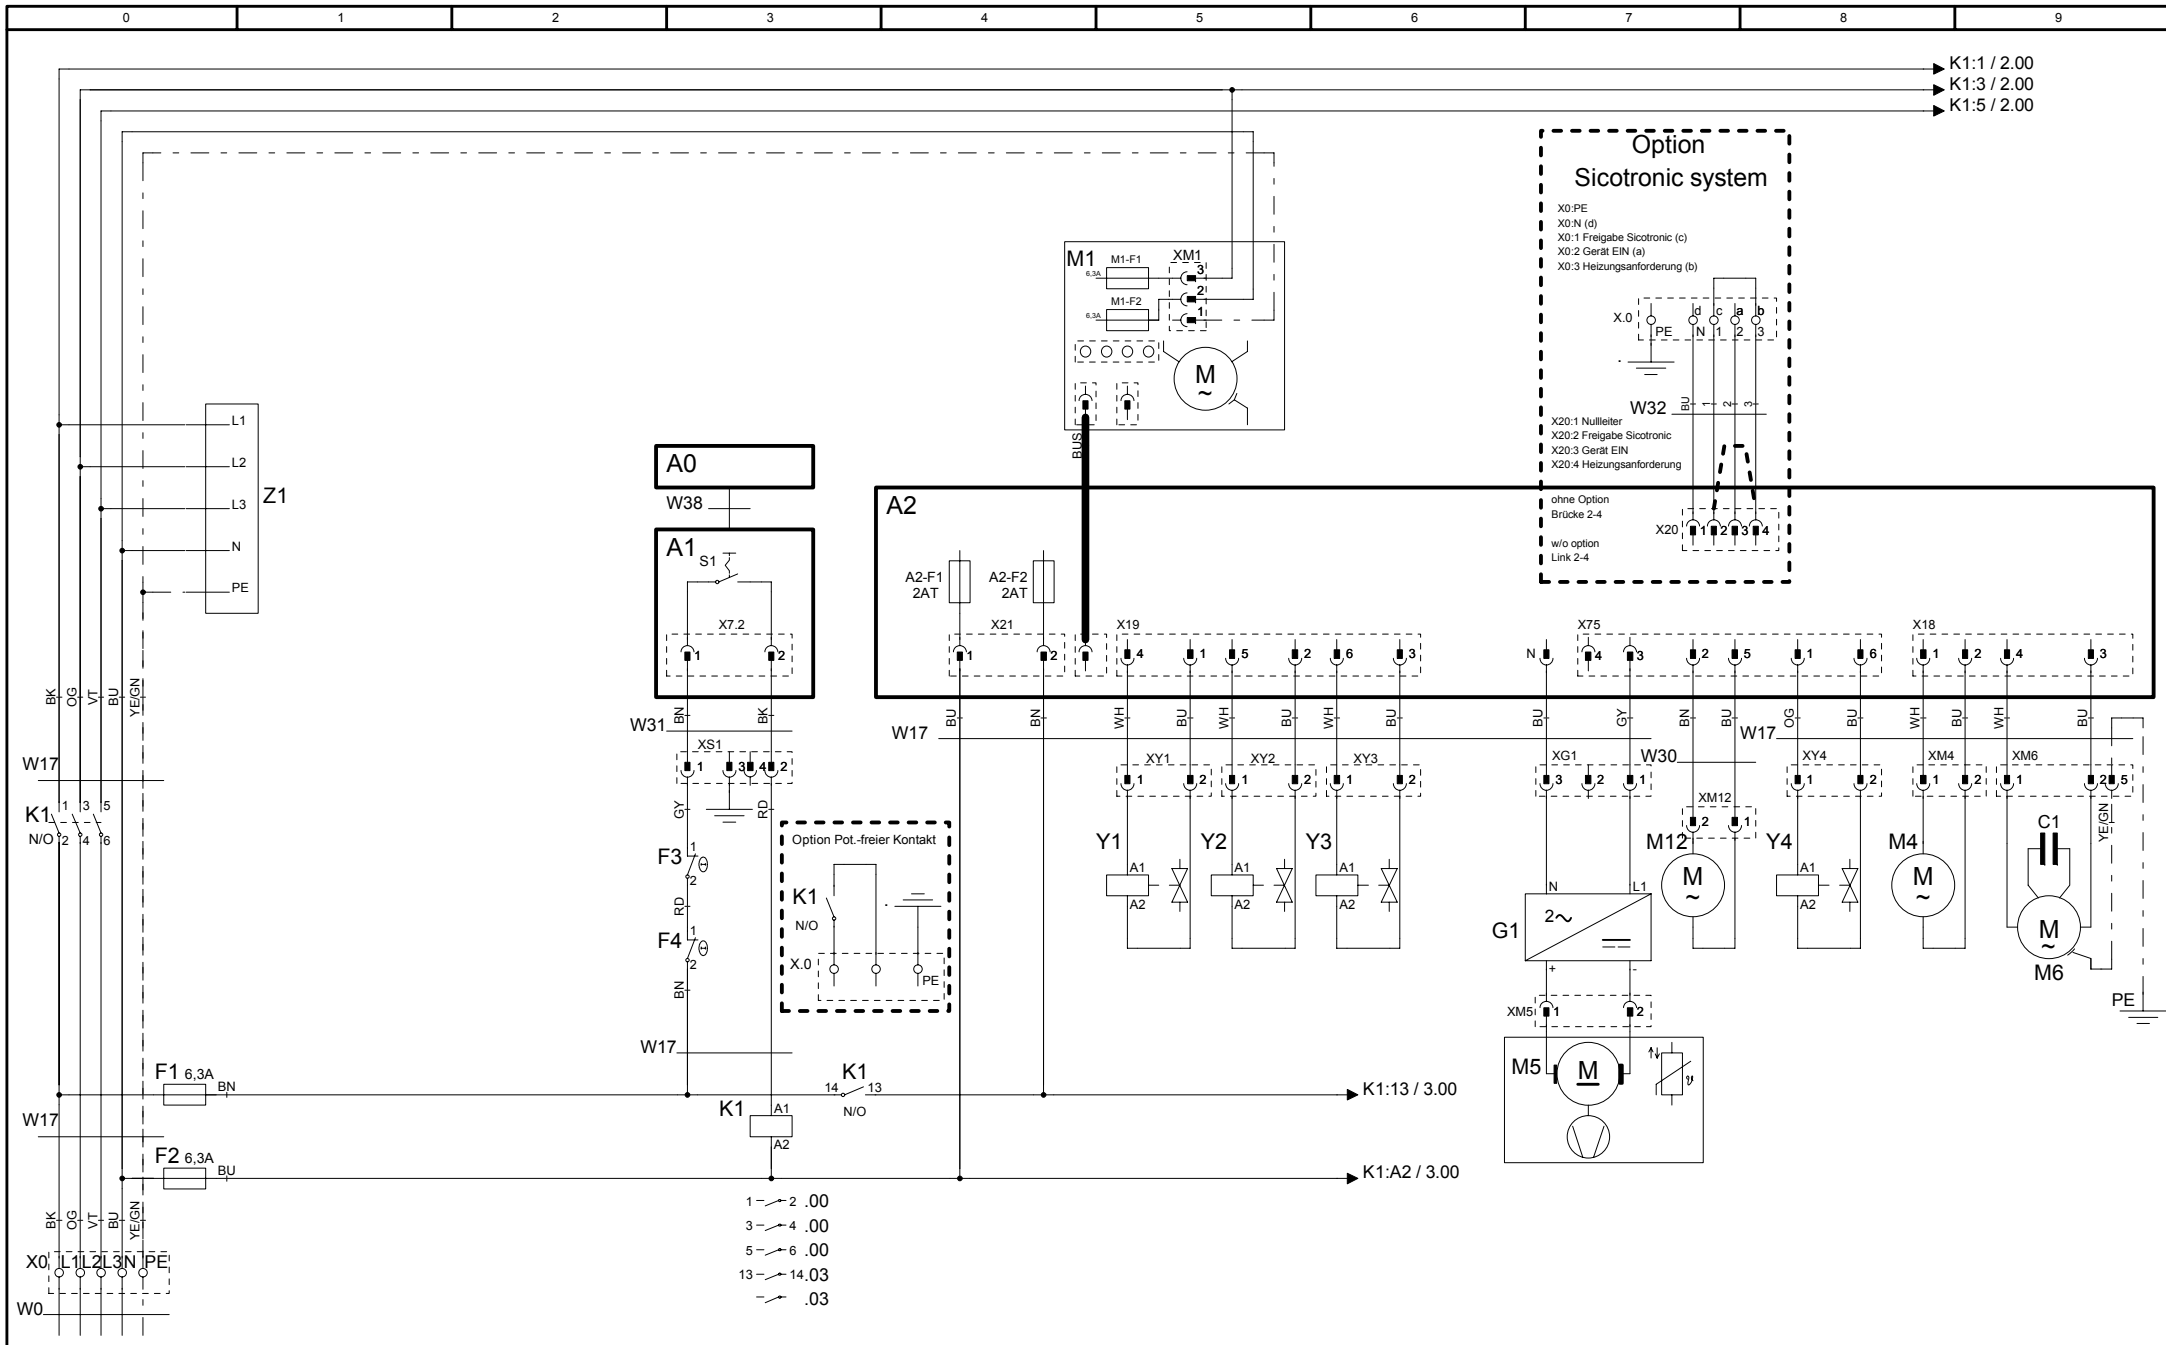 0 1 2 3 4 5 6 7 8 9
K1:1 / 2.00
K1:3 / 2.00
K1:5 / 2.00
Option
Sicotronic system
X0:PE
X0:N (d)
X0:1 Freigabe Sicotronic (c)
X0:2 Gerät EIN (a)
X0:3 Heizungsanforderung (b)
X.0 d c a b
PE N 1 2 3
W32 BU 1 2 3
X20:1 Nullleiter
X20:2 Freigabe Sicotronic
X20:3 Gerät EIN
X20:4 Heizungsanforderung
ohne Option
Brücke 2-4
w/o option
Link 2-4
X20 1 2 3 4
M1 M1-F1 XM1
6,3A 3
M1-F2 2
6,3A 1
M
~
BUS
L1
L2
Z1
L3
N
PE
A0
W38
A1
S1
X7.2
1 2
A2
A2-F1
2AT
A2-F2
2AT
X21
1 2
X19
4 1 5 2 6 3
N
X75
4 3 2 5 1 6
X18
1 2 4 3
BK OG VT BU YE/GN
W17
K1 1 3 5
N/O 2 4 6
BN BK
W31
XS1
1 3 4 2
GY RD
F3 1
2
RD
F4 1
2
BN
W17
Option Pot.-freier Kontakt
K1
N/O
X.0
PE
BU BN WH BU WH BU WH BU BU GY BN BU OG BU WH BU WH BU
W17
W17
W30
XY1 XY2 XY3 XG1 XY4 XM4 XM6
1 2 1 2 1 2 3 2 1 1 2 1 2 1 2 5
XM12
2 1
YE/GN
Y1 A1
A2
Y2 A1
A2
Y3 A1
A2
N L1
G1 2~
+ -
XM5 1 2
M5 M
ϑ
M12
M
~
Y4 A1
A2
M4
M
~
C1
M
~
M6
PE
F1 6,3A BN
K1
14 13
N/O
K1:13 / 3.00
W17
K1 A1
A2
F2 6,3A BU
K1:A2 / 3.00
BK OG VT BU YE/GN
X0 L1 L2 L3 N PE
W0
1 2 .00
3 4 .00
5 6 .00
13 14 .03
.03